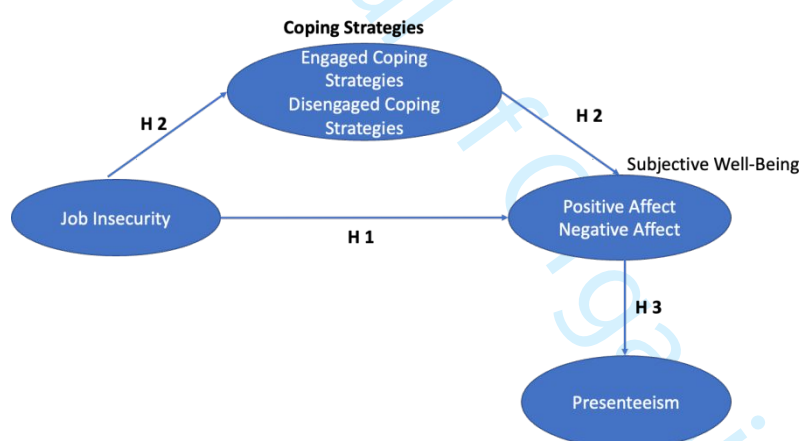 Coping Strategies
Engaged Coping
Strategies
Disengaged Coping
Strategies
H 2
H 2
Subjective Well-Being
Job Insecurity
Positive Affect
Negative Affect
H 1
H 3
Presenteeism